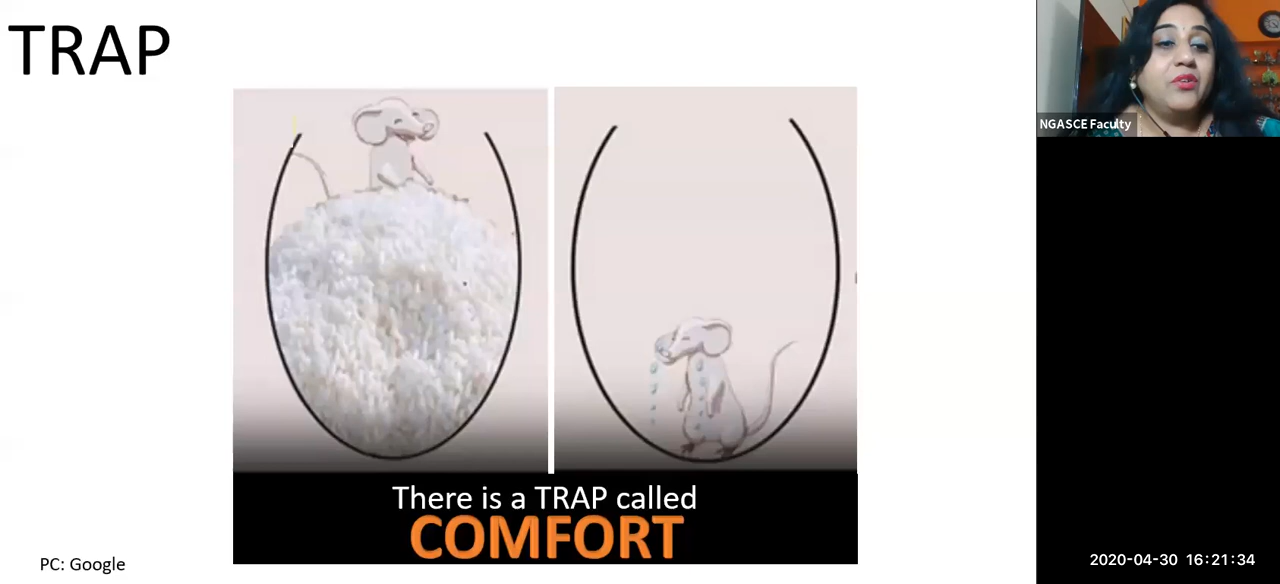 TRAP
There is a TRAP called
COMFORT
PC: Google
NGASCE Faculty
2020-04-30 16:21:34